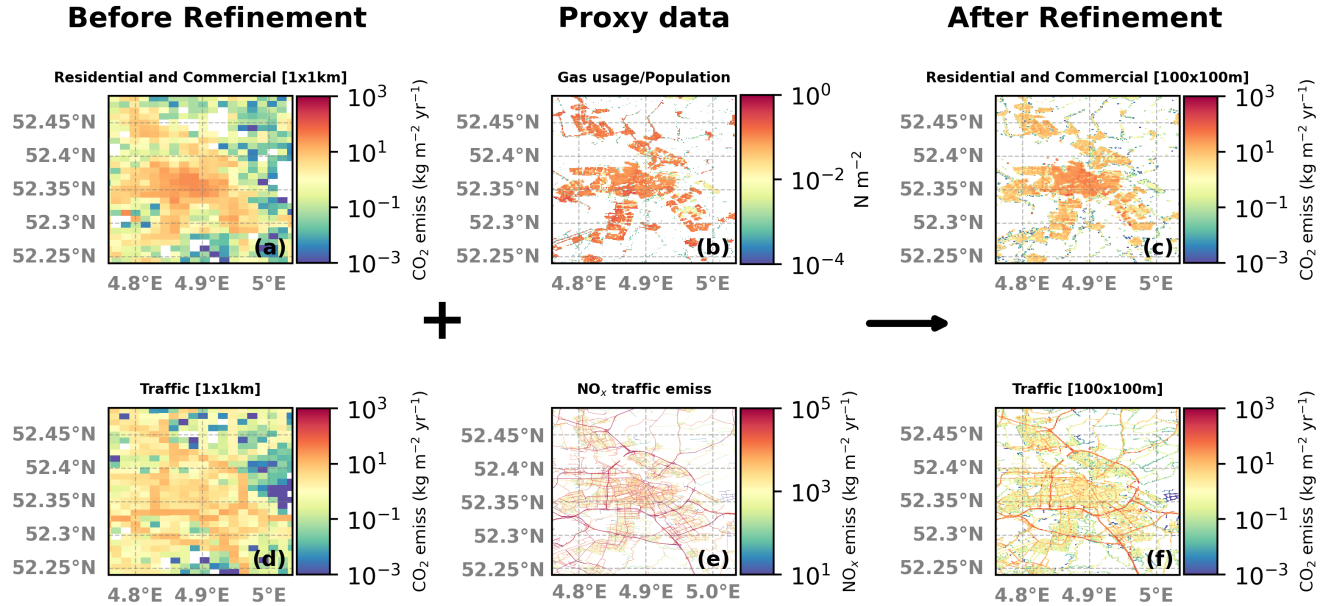 Before Refinement
Proxy data
After Refinement
Residential and Commercial [1x1km]
52.45°N
52.4°N
52.35°N
52.3°N
52.25°N
4.8°E 4.9°E 5°E
(a)
10³
10¹
10⁻¹
10⁻³
CO₂ emiss (kg m⁻² yr⁻¹)
Gas usage/Population
52.45°N
52.4°N
52.35°N
52.3°N
52.25°N
4.8°E 4.9°E 5°E
(b)
10⁰
10⁻²
10⁻⁴
N m⁻²
Residential and Commercial [100x100m]
52.45°N
52.4°N
52.35°N
52.3°N
52.25°N
4.8°E 4.9°E 5°E
(c)
10³
10¹
10⁻¹
10⁻³
CO₂ emiss (kg m⁻² yr⁻¹)
+
Traffic [1x1km]
52.45°N
52.4°N
52.35°N
52.3°N
52.25°N
4.8°E 4.9°E 5°E
(d)
10³
10¹
10⁻¹
10⁻³
CO₂ emiss (kg m⁻² yr⁻¹)
NOₓ traffic emiss
52.45°N
52.4°N
52.35°N
52.3°N
52.25°N
4.8°E 4.9°E 5.0°E
(e)
10⁵
10³
10¹
NOₓ emiss (kg m⁻² yr⁻¹)
Traffic [100x100m]
52.45°N
52.4°N
52.35°N
52.3°N
52.25°N
4.8°E 4.9°E 5°E
(f)
10³
10¹
10⁻¹
10⁻³
CO₂ emiss (kg m⁻² yr⁻¹)